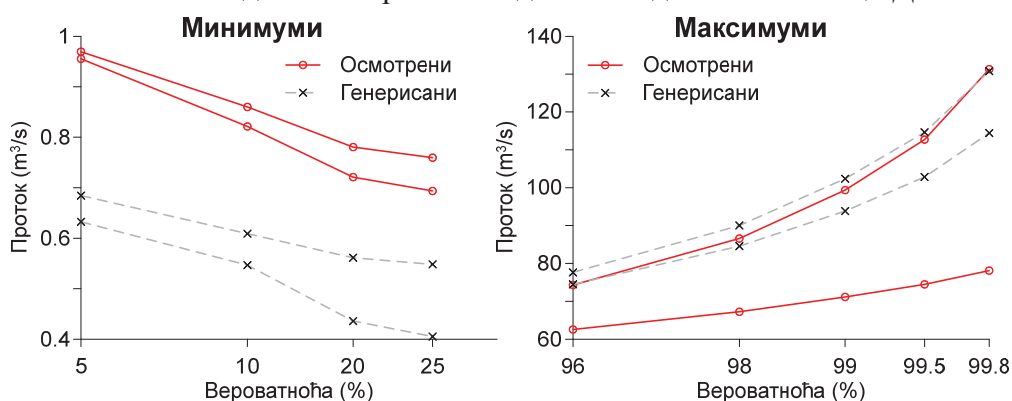 Минимуми
Проток (m³/s)
1
0.8
0.6
0.4
5
10
20
25
Вероватноћа (%)
Осмотрени
Генерисани
Максимуми
Проток (m³/s)
140
120
100
80
60
96
98
99
99.5
99.8
Вероватноћа (%)
Осмотрени
Генерисани